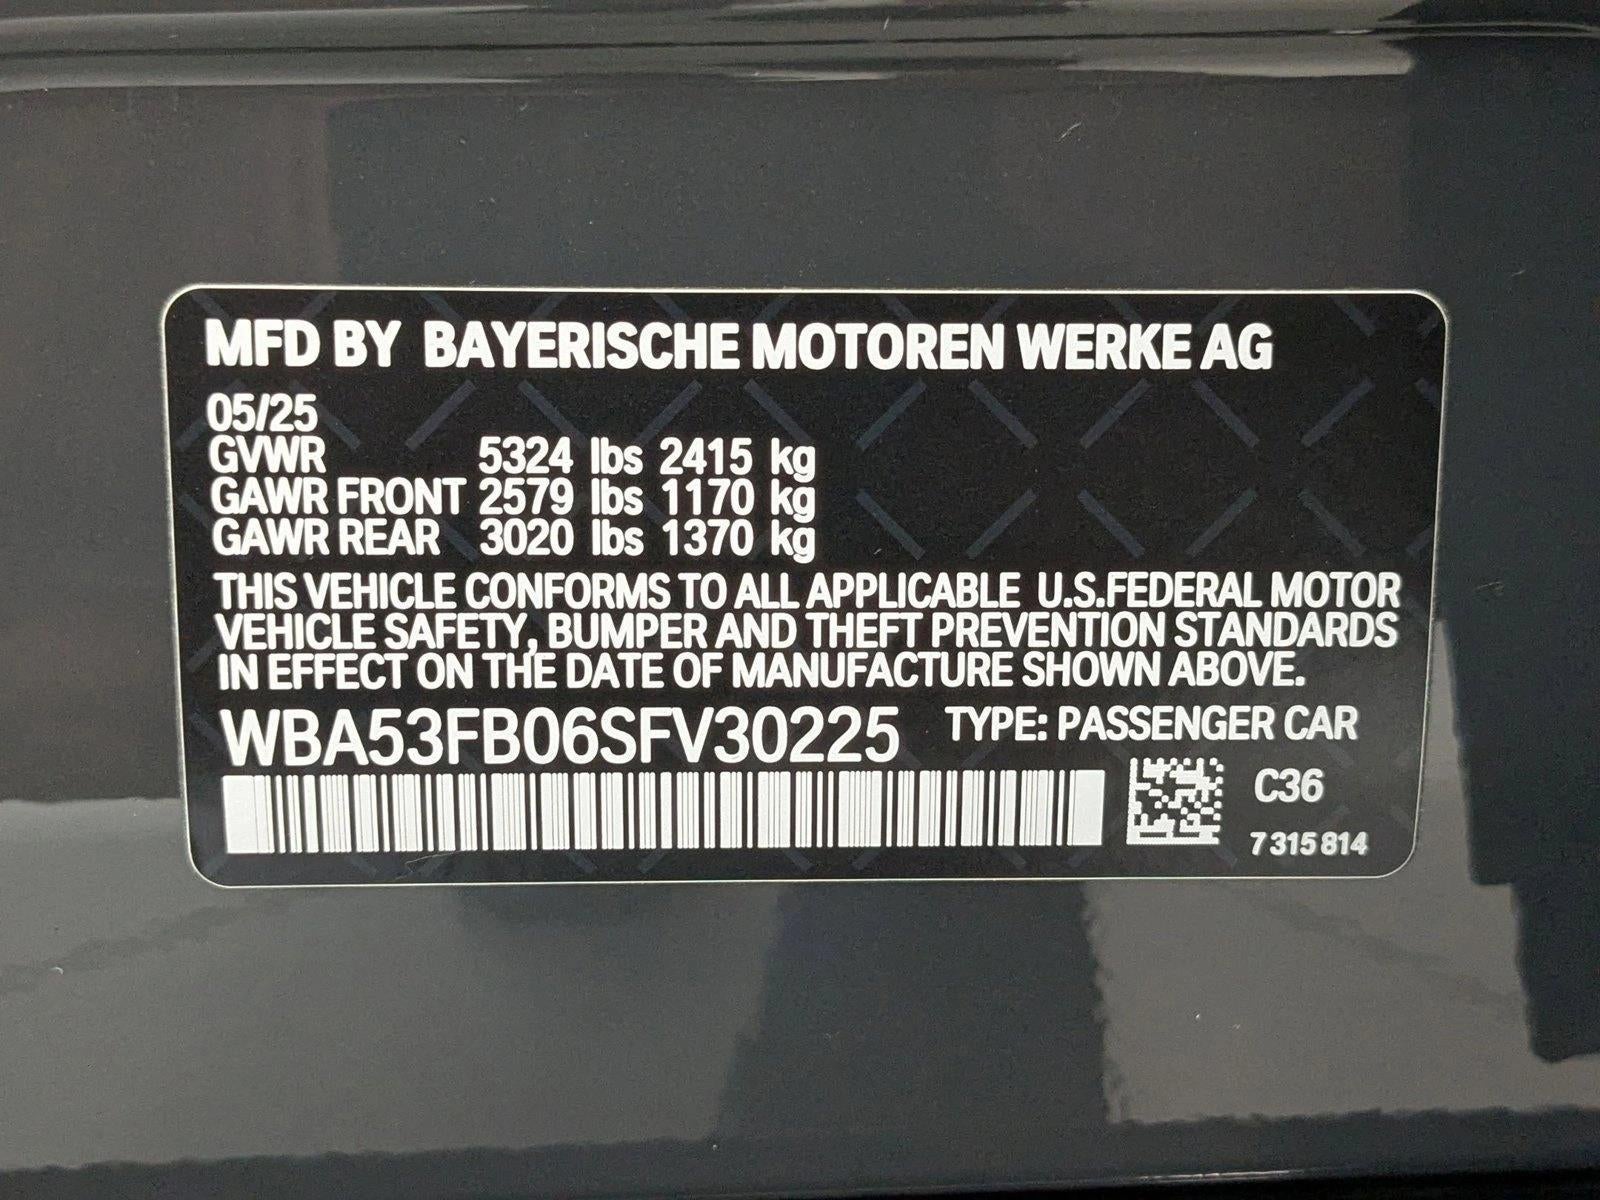 MFD BY BAYERISCHE MOTOREN WERKE AG
05/25
GVWR 5324 lbs 2415 kg
GAWR FRONT 2579 lbs 1170 kg
GAWR REAR 3020 lbs 1370 kg
THIS VEHICLE CONFORMS TO ALL APPLICABLE U.S.FEDERAL MOTOR
VEHICLE SAFETY, BUMPER AND THEFT PREVENTION STANDARDS
IN EFFECT ON THE DATE OF MANUFACTURE SHOWN ABOVE.
WBA53FB06SFV30225 TYPE: PASSENGER CAR
C36
7 315 814